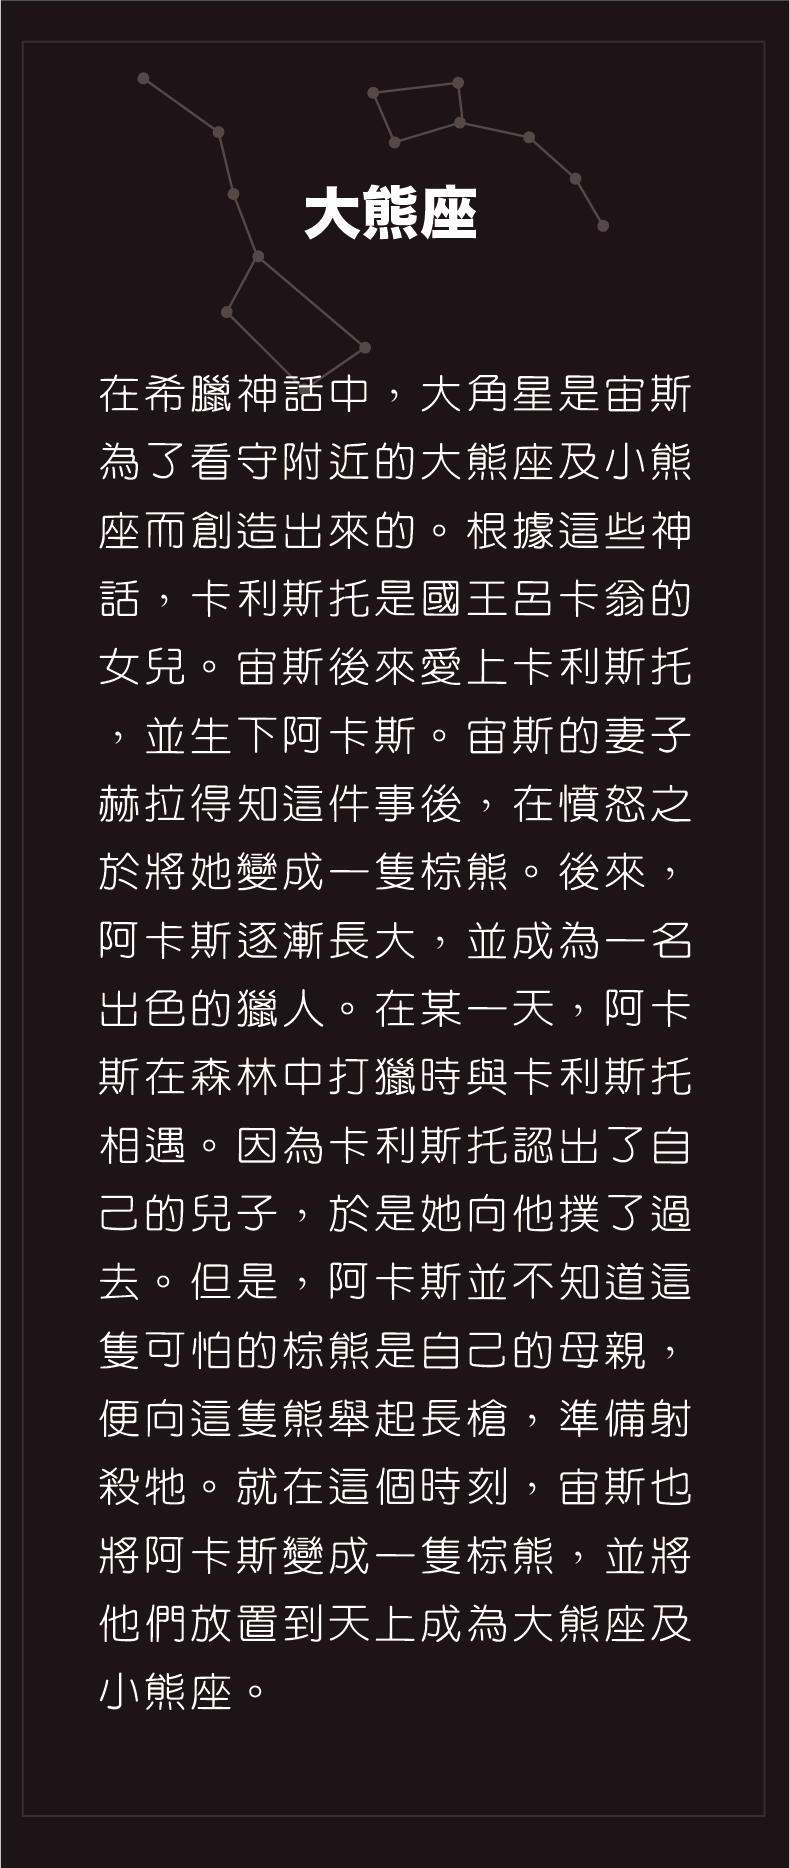 大熊座
在希臘神話中，大角星是宙斯
為了看守附近的大熊座及小熊
座而創造出來的。根據這些神
話，卡利斯托是國王呂卡翁的
女兒。宙斯後來愛上卡利斯托
，並生下阿卡斯。宙斯的妻子
赫拉得知這件事後，在憤怒之
於將她變成一隻棕熊。後來，
阿卡斯逐漸長大，並成為一名
出色的獵人。在某一天，阿卡
斯在森林中打獵時與卡利斯托
相遇。因為卡利斯托認出了自
己的兒子，於是她向他撲了過
去。但是，阿卡斯並不知道這
隻可怕的棕熊是自己的母親，
便向這隻熊舉起長槍，準備射
殺牠。就在這個時刻，宙斯也
將阿卡斯變成一隻棕熊，並將
他們放置到天上成為大熊座及
小熊座。